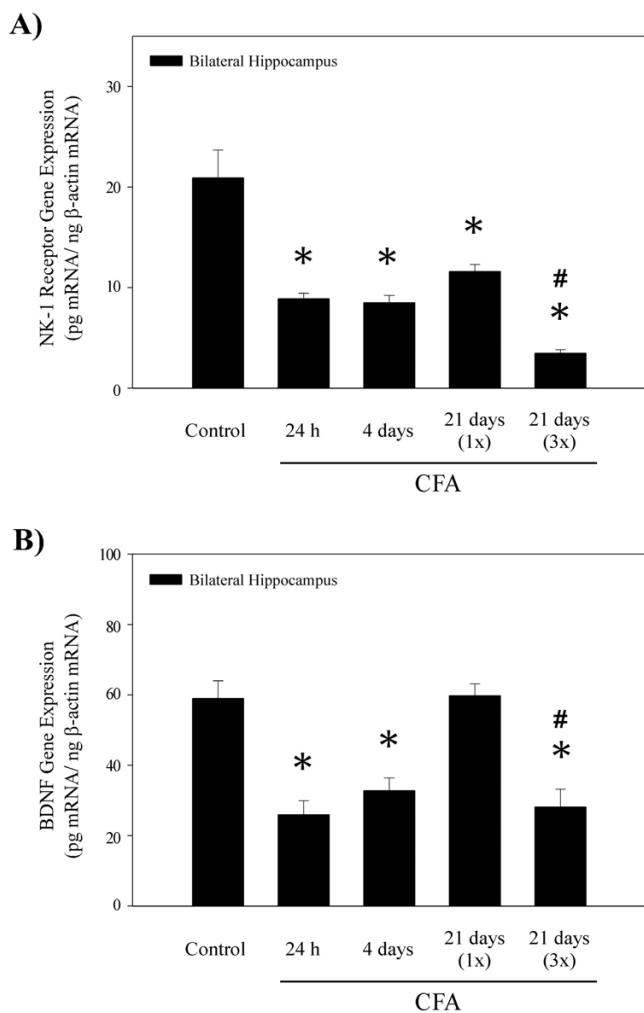 A)
Bilateral Hippocampus
NK-1 Receptor Gene Expression
(pg mRNA/ ng β-actin mRNA)
30
20
10
0
*
*
*
#
*
Control
24 h
4 days
21 days
(1x)
21 days
(3x)
CFA
B)
Bilateral Hippocampus
BDNF Gene Expression
(pg mRNA/ ng β-actin mRNA)
100
80
60
40
20
0
*
*
#
*
Control
24 h
4 days
21 days
(1x)
21 days
(3x)
CFA